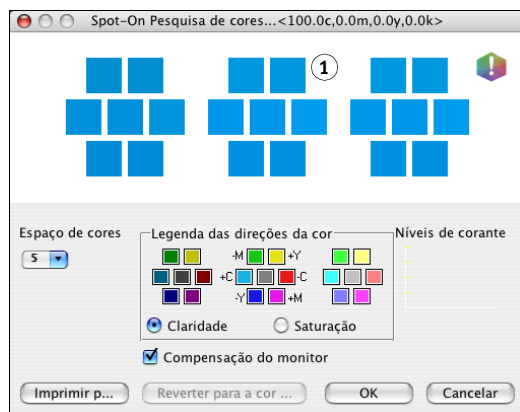 Spot-On Pesquisa de cores...<100.0c,0.0m,0.0y,0.0k>
1
Espaço de cores
5
Legenda das direções da cor
-M +Y
+C -C
-Y +M
Claridade Saturação
Níveis de corante
Compensação do monitor
Imprimir p... Reverter para a cor ... OK Cancelar